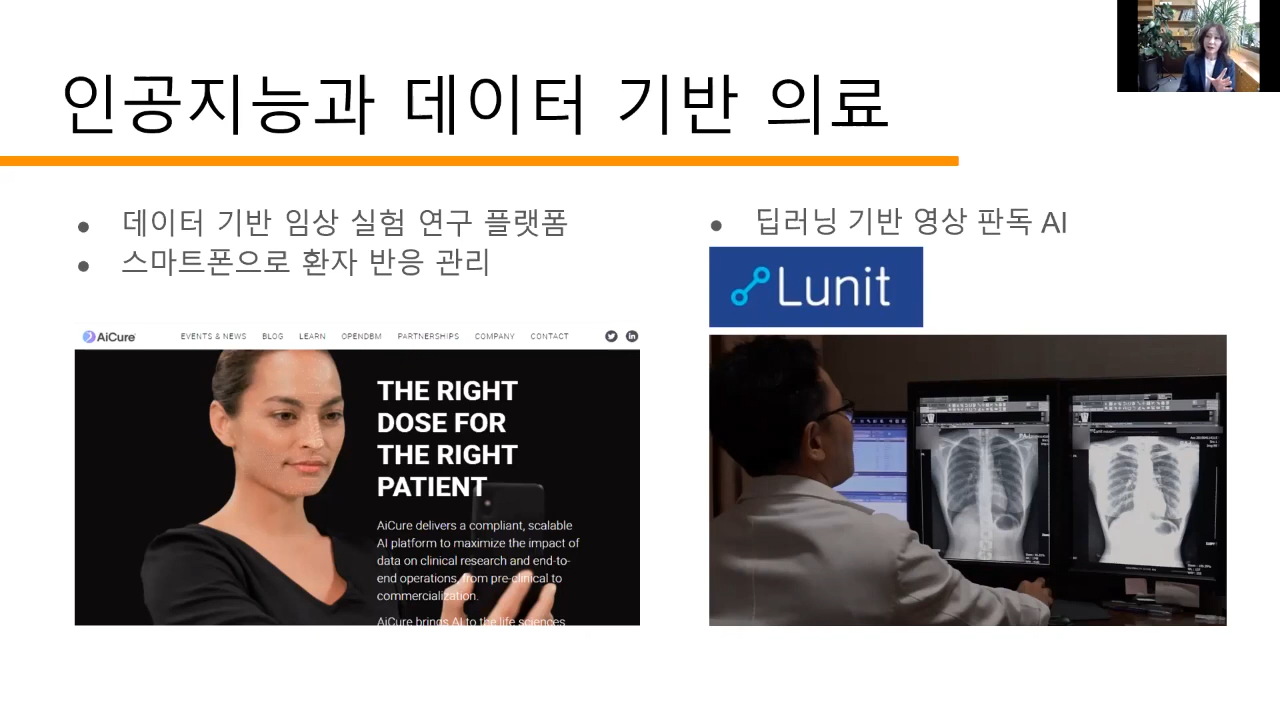 인공지능과 데이터 기반 의료
● 데이터 기반 임상 실험 연구 플랫폼
● 스마트폰으로 환자 반응 관리
AiCure
EVENTS & NEWS BLOG LEARN OPENDBM PARTNERSHIPS COMPANY CONTACT
THE RIGHT
DOSE FOR
THE RIGHT
PATIENT
AiCure delivers a compliant, scalable
AI platform to maximize the impact of
data on clinical research and end-to-
end operations, from pre-clinical to
commercialization.
AiCure brings AI to the life sciences
● 딥러닝 기반 영상 판독 AI
Lunit